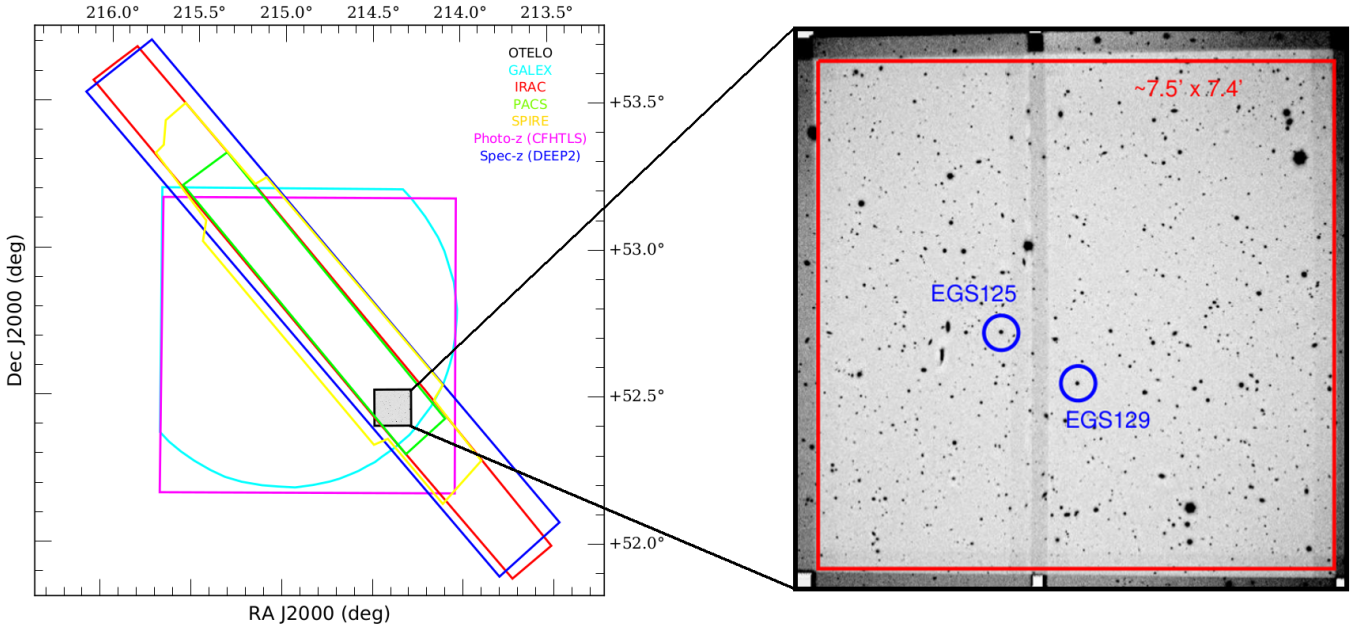 216.0° 215.5° 215.0° 214.5° 214.0° 213.5°
OTELO
GALEX
IRAC
PACS
SPIRE
Photo-z (CFHTLS)
Spec-z (DEEP2)
+53.5°
+53.0°
+52.5°
+52.0°
Dec J2000 (deg)
RA J2000 (deg)
~7.5' x 7.4'
EGS125
EGS129